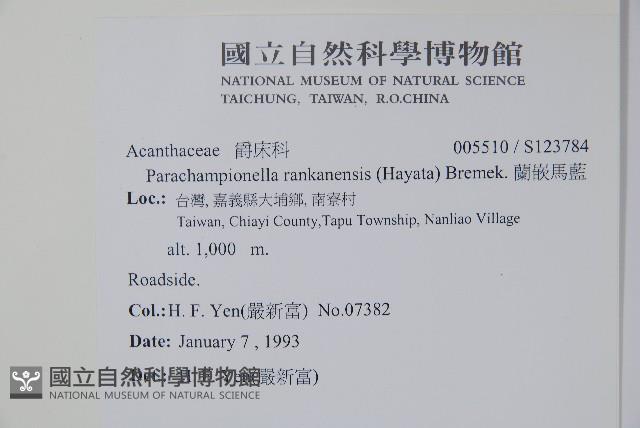 國立自然科學博物館
NATIONAL MUSEUM OF NATURAL SCIENCE
TAICHUNG, TAIWAN, R.O.CHINA
Acanthaceae 爵床科 005510 / S123784
Parachampionella rankanensis (Hayata) Bremek. 蘭嵌馬藍
Loc.: 台灣, 嘉義縣大埔鄉, 南寮村
Taiwan, Chiayi County,Tapu Township, Nanliao Village
alt. 1,000 m.
Roadside.
Col.:H. F. Yen(嚴新富) No.07382
Date: January 7 , 1993
嚴新富)
國立自然科學博物館
NATIONAL MUSEUM OF NATURAL SCIENCE